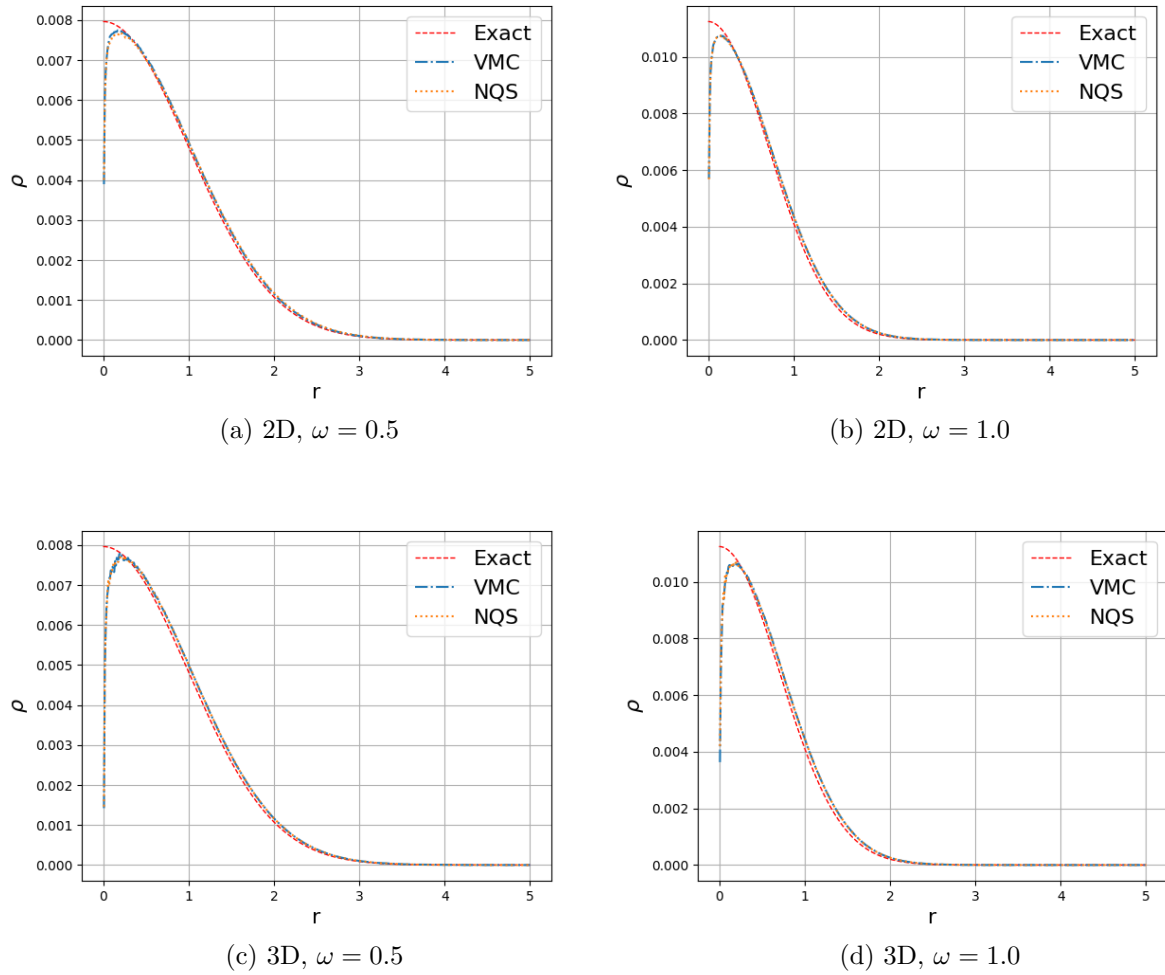 0.008
0.007
0.006
0.005
0.004
0.003
0.002
0.001
0.000
ρ
0 1 2 3 4 5
r
Exact
VMC
NQS
(a) 2D, ω = 0.5
0.010
0.008
0.006
0.004
0.002
0.000
ρ
0 1 2 3 4 5
r
Exact
VMC
NQS
(b) 2D, ω = 1.0
0.008
0.007
0.006
0.005
0.004
0.003
0.002
0.001
0.000
ρ
0 1 2 3 4 5
r
Exact
VMC
NQS
(c) 3D, ω = 0.5
0.010
0.008
0.006
0.004
0.002
0.000
ρ
0 1 2 3 4 5
r
Exact
VMC
NQS
(d) 3D, ω = 1.0